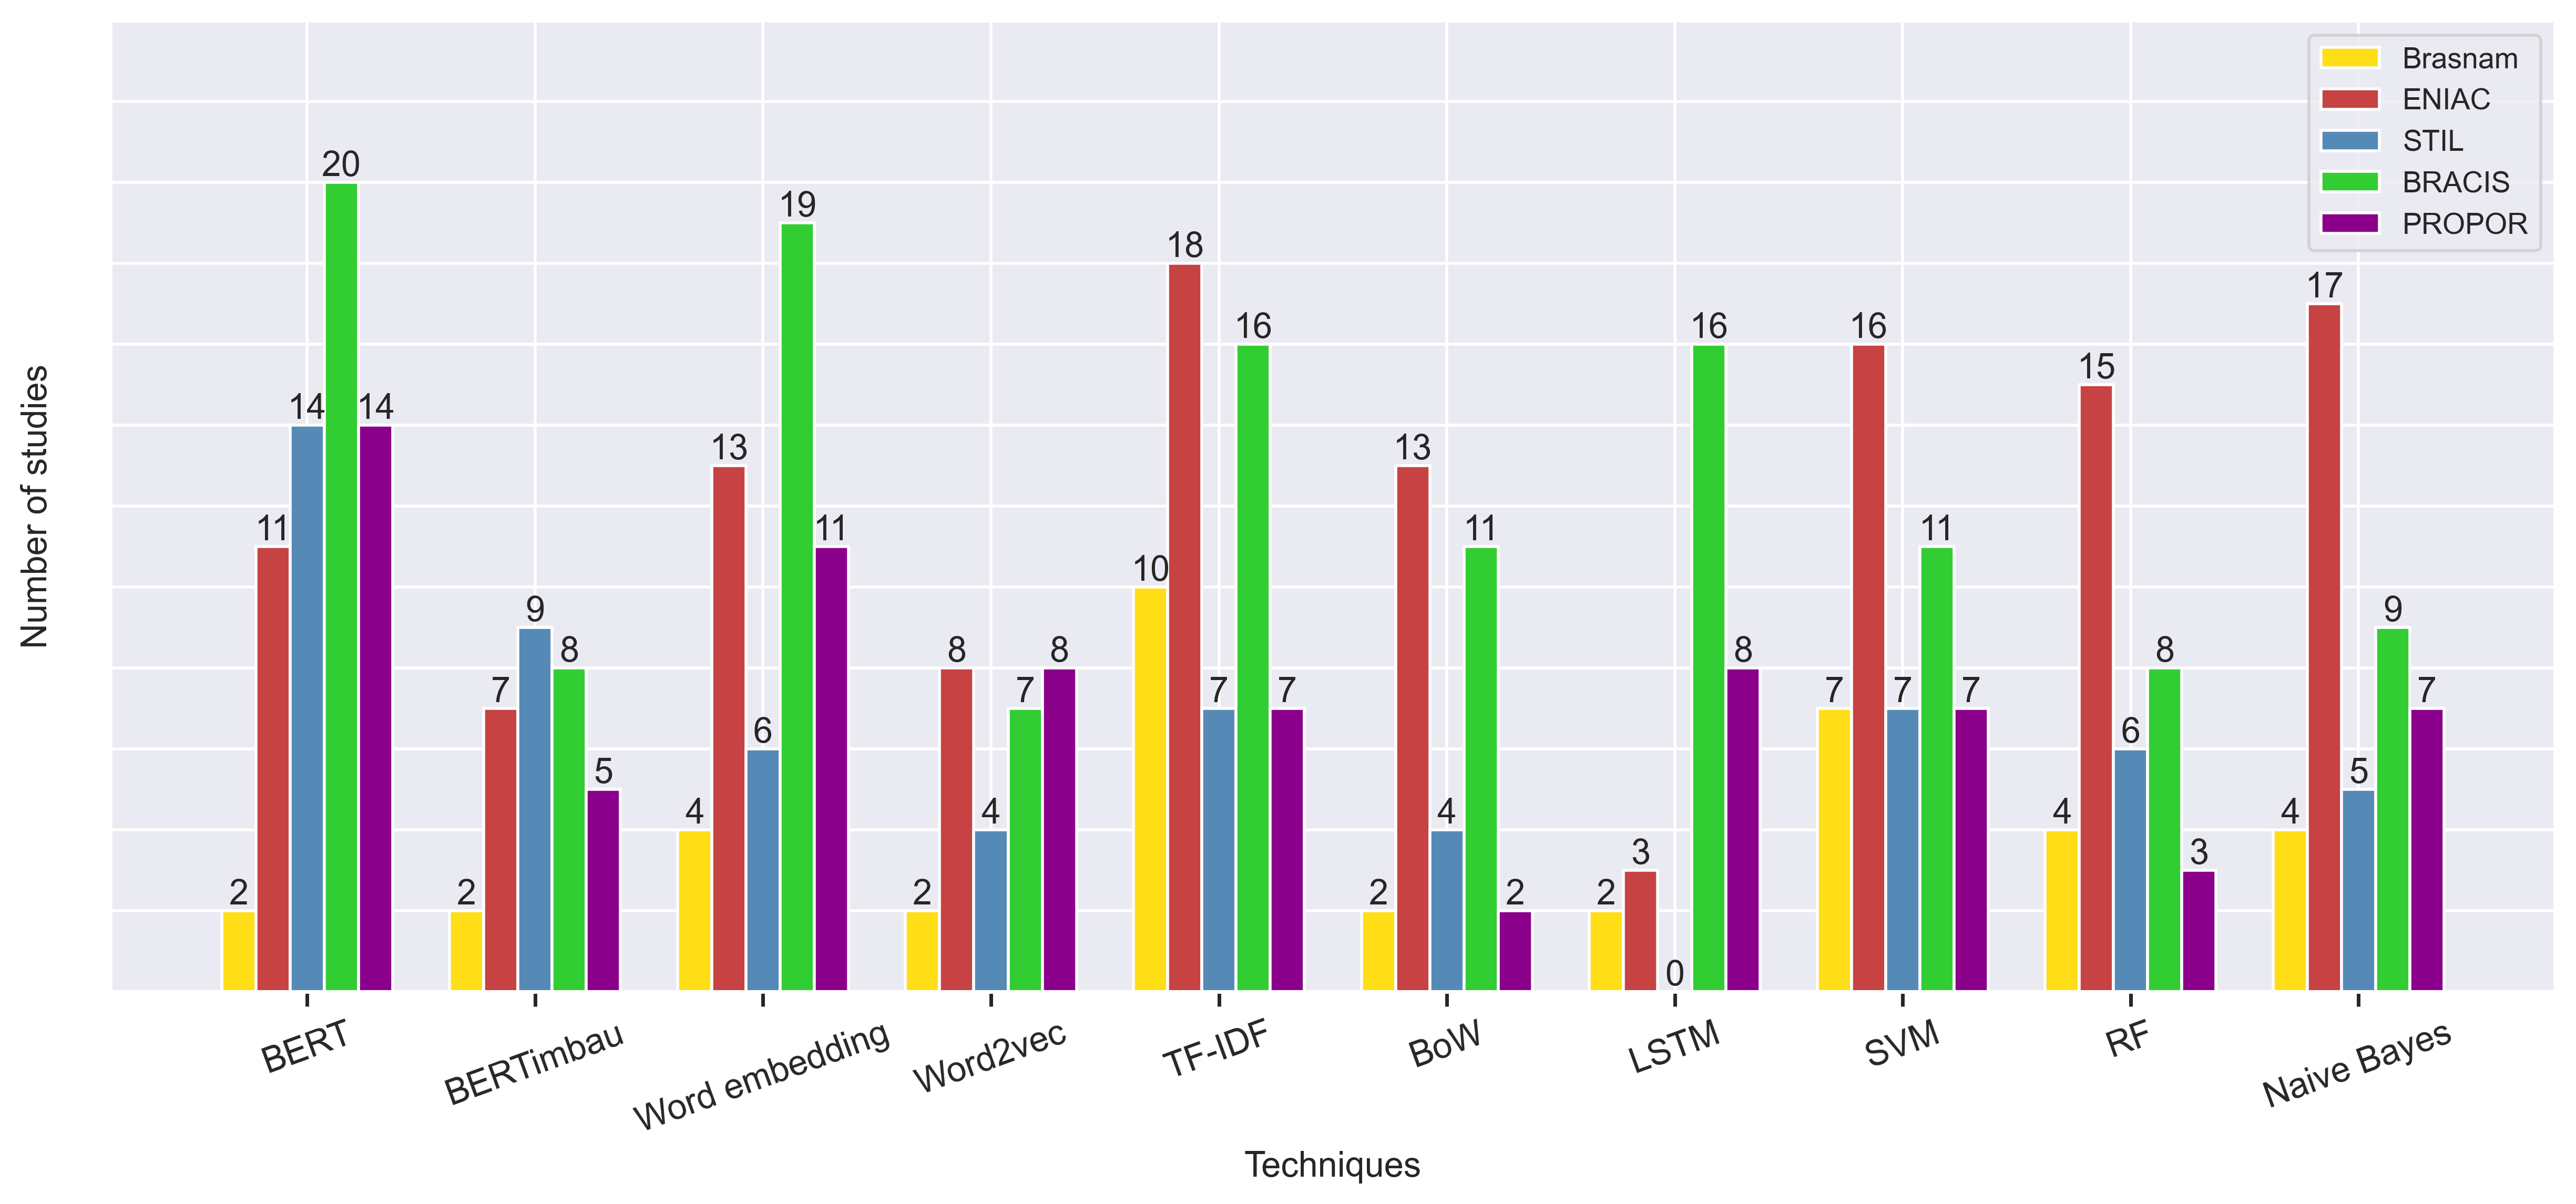 Brasnam
ENIAC
STIL
BRACIS
PROPOR
Number of studies
2
11
14
20
14
2
7
9
8
5
4
13
6
19
11
2
8
4
7
8
10
18
7
16
7
2
13
4
11
2
2
3
0
16
8
7
16
7
11
7
4
15
6
8
3
4
17
5
9
7
BERT
BERTimbau
Word embedding
Word2vec
TF-IDF
BoW
LSTM
SVM
RF
Naive Bayes
Techniques